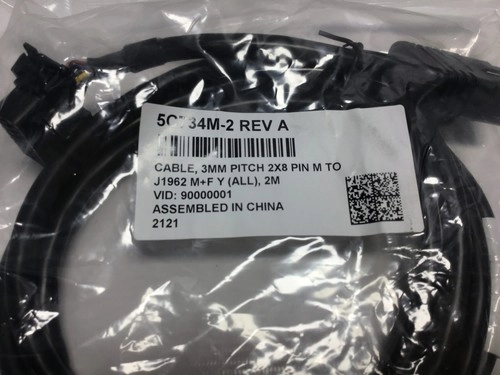 REV A
CABLE, 3MM PITCH 2X8 PIN M TO
J1962 M+F Y (ALL), 2M
VID: 90000001
ASSEMBLED IN CHINA
2121